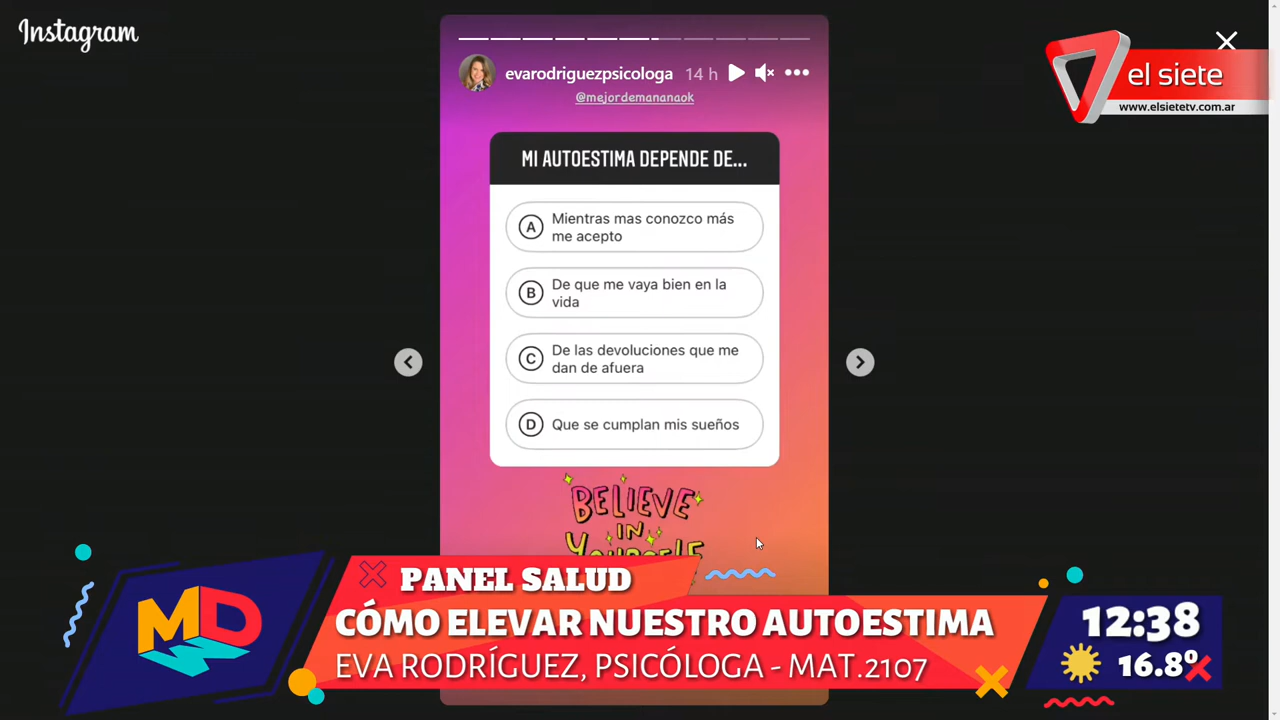 Instagram
evarodriguezpsicologa 14 h
@mejordemananaok
el siete
www.elsietetv.com.ar
MI AUTOESTIMA DEPENDE DE...
A Mientras mas conozco más
me acepto
B De que me vaya bien en la
vida
C De las devoluciones que me
dan de afuera
D Que se cumplan mis sueños
BELIEVE
IN
YOURSELF
PANEL SALUD
CÓMO ELEVAR NUESTRO AUTOESTIMA
EVA RODRÍGUEZ, PSICÓLOGA - MAT.2107
MD
12:38
16.8º